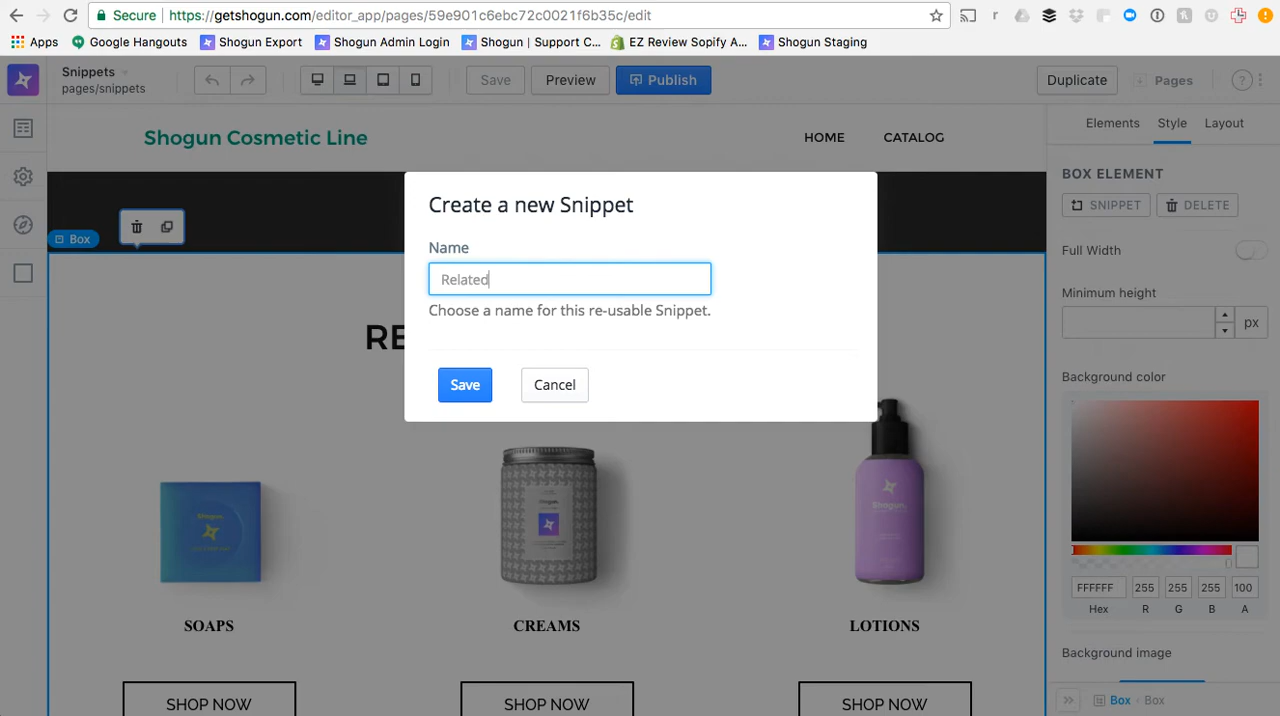 Secure https://getshogun.com/editor_app/pages/59e901c6ebc72c0021f6b35c/edit
Apps Google Hangouts Shogun Export Shogun Admin Login Shogun | Support C... EZ Review Sopify A... Shogun Staging
Snippets
pages/snippets
Save Preview Publish Duplicate Pages ?
Shogun Cosmetic Line HOME CATALOG
Elements Style Layout
BOX ELEMENT
SNIPPET DELETE
Full Width
Minimum height
px
Background color
FFFFFF 255 255 255 100
Hex R G B A
Background image
Box Box
Box
Create a new Snippet
Name
Related
Choose a name for this re-usable Snippet.
Save Cancel
RE
Shogun.
Shogun.
Shogun.
SOAPS CREAMS LOTIONS
SHOP NOW SHOP NOW SHOP NOW